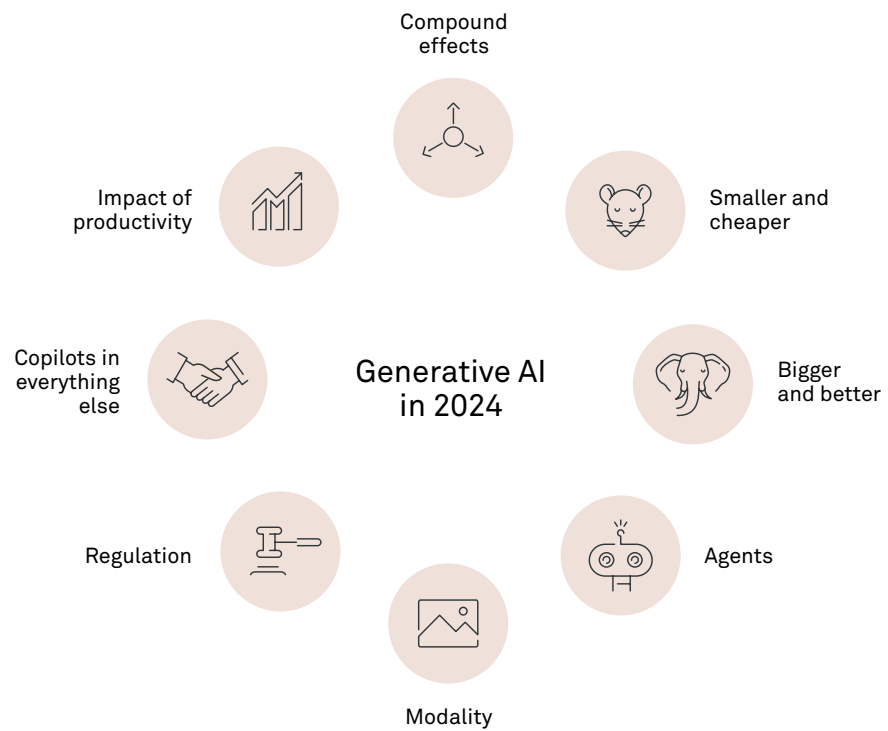 Compound
effects
Impact of
productivity
Smaller and
cheaper
Copilots in
everything
else
Generative AI
in 2024
Bigger
and better
Regulation
Agents
Modality